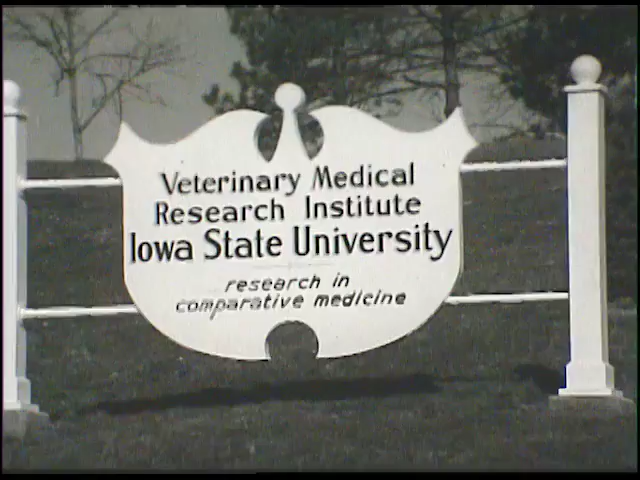 Veterinary Medical
Research Institute
Iowa State University
research in
comparative medicine